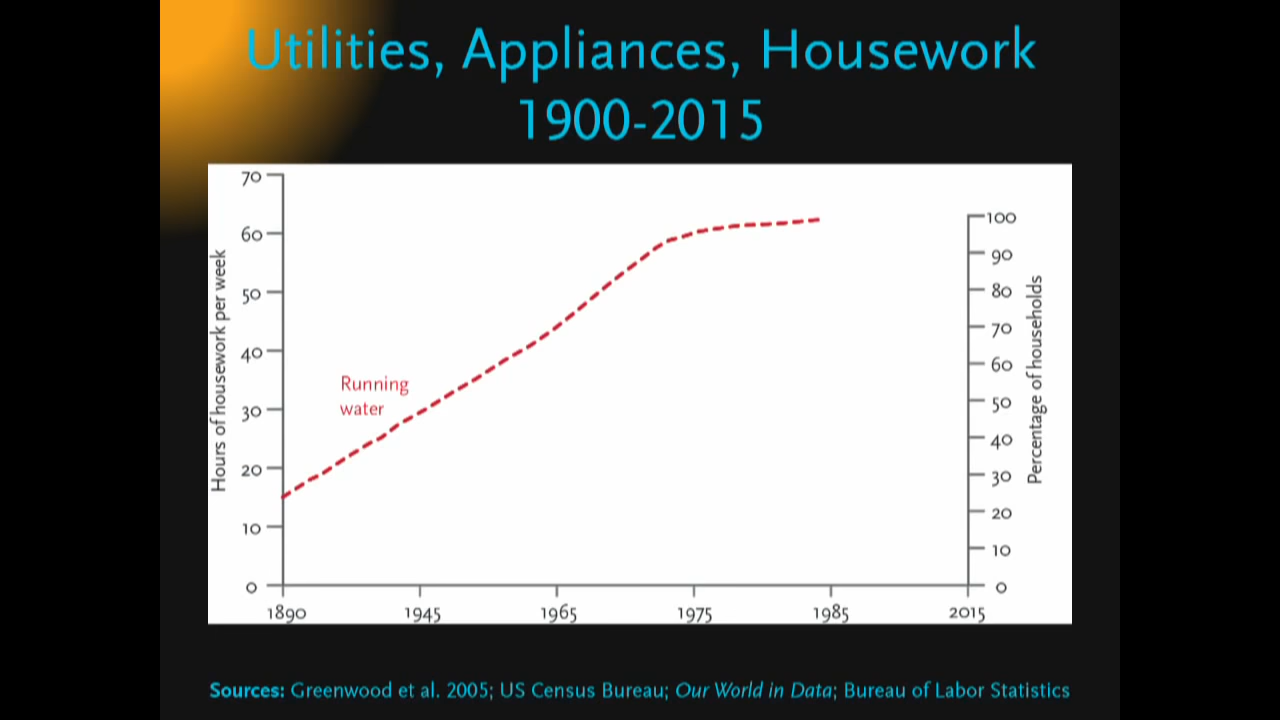 Utilities, Appliances, Housework
1900-2015
70
60
50
40
30
20
10
0
Hours of housework per week
Running
water
100
90
80
70
60
50
40
30
20
10
0
Percentage of households
1890 1945 1965 1975 1985 2015
Sources: Greenwood et al. 2005; US Census Bureau; Our World in Data; Bureau of Labor Statistics